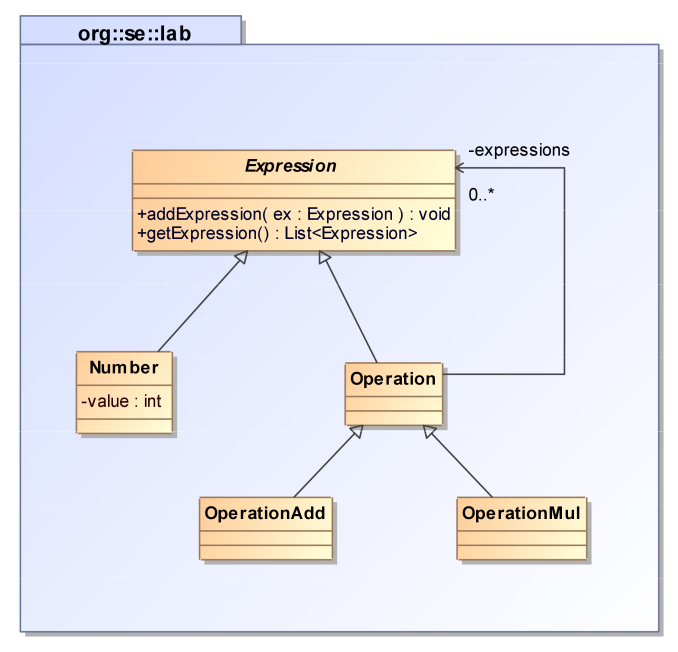 org::se::lab
Expression
-expressions
0..*
+addExpression( ex : Expression ) : void
+getExpression() : List<Expression>
Number
-value : int
Operation
OperationAdd
OperationMul